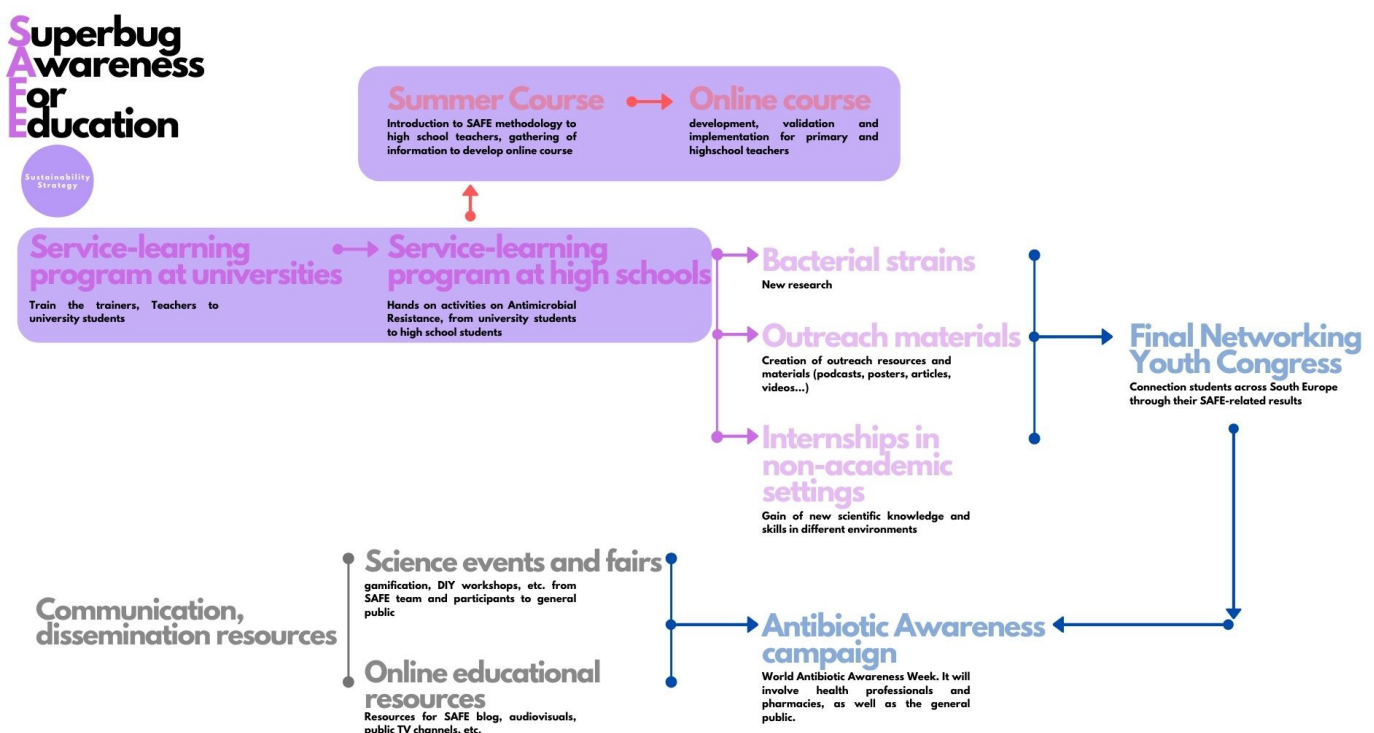 Superbug
Awareness
For
Education
Sustainability
Strategy
Summer Course
Introduction to SAFE methodology to
high school teachers, gathering of
information to develop online course
Online course
development, validation and
implementation for primary and
highschool teachers
Service-learning
program at universities
Train the trainers, Teachers to
university students
Service-learning
program at high schools
Hands on activities on Antimicrobial
Resistance, from university students
to high school students
Bacterial strains
New research
Outreach materials
Creation of outreach resources and
materials (podcasts, posters, articles,
videos...)
Internships in
non-academic
settings
Gain of new scientific knowledge and
skills in different environments
Final Networking
Youth Congress
Connection students across South Europe
through their SAFE-related results
Communication,
dissemination resources
Science events and fairs
gamification, DIY workshops, etc. from
SAFE team and participants to general
public
Online educational
resources
Resources for SAFE blog, audiovisuals,
public TV channels, etc.
Antibiotic Awareness
campaign
World Antibiotic Awareness Week. It will
involve health professionals and
pharmacies, as well as the general
public.